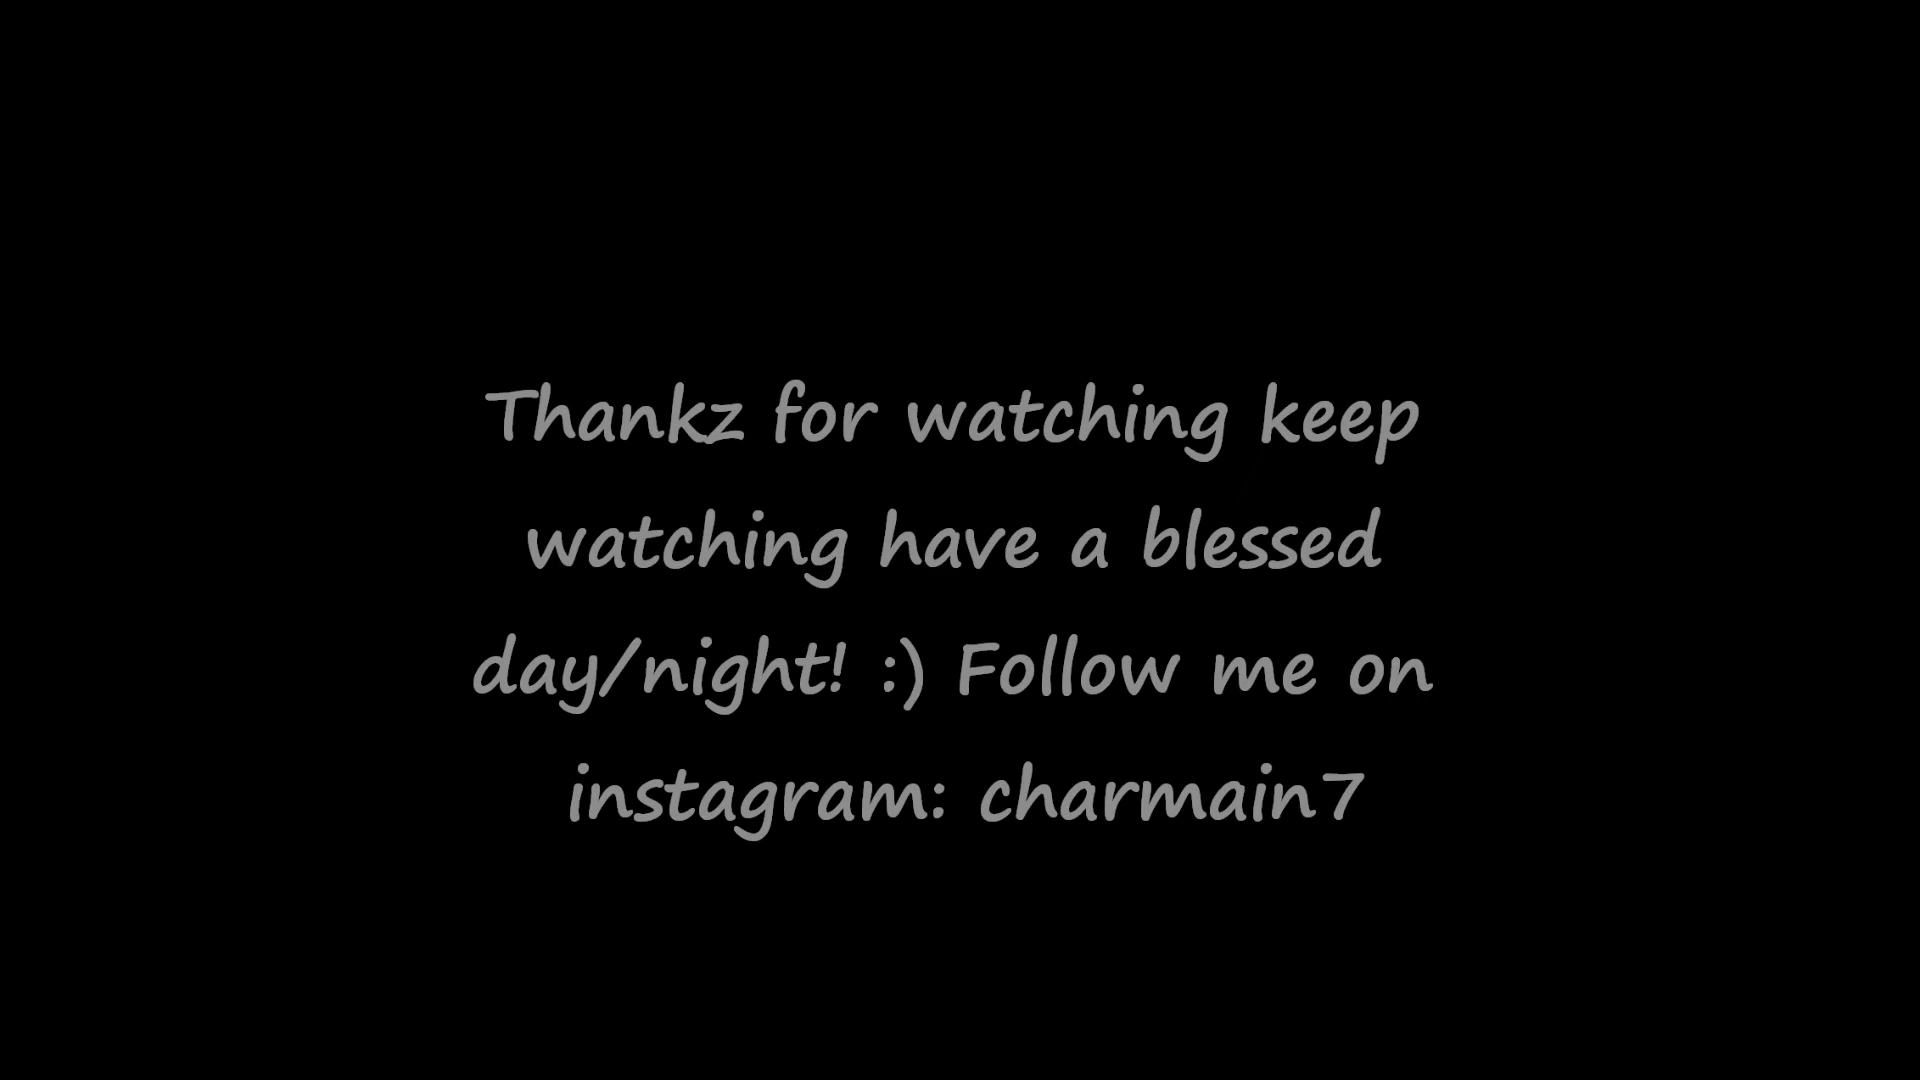 Thankz for watching keep
watching have a blessed
day/night! :) Follow me on
instagram: charmain7